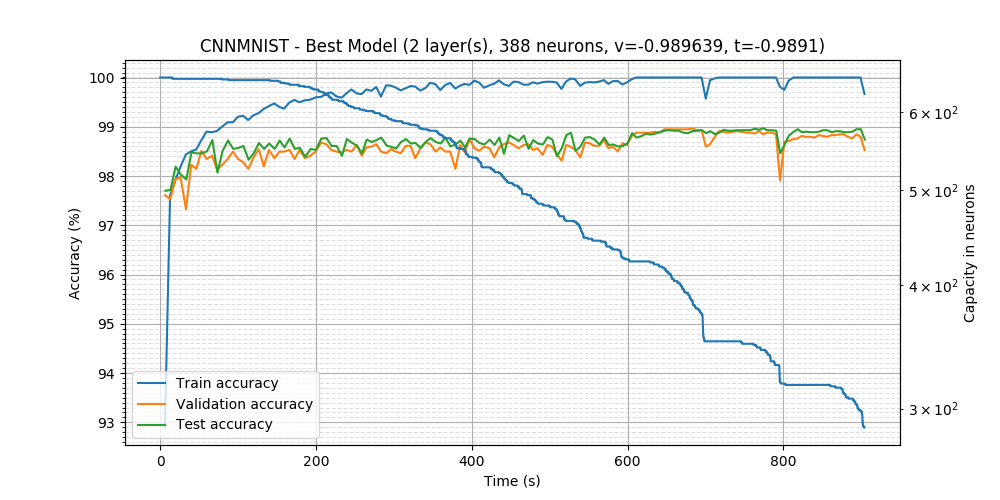 CNNMNIST - Best Model (2 layer(s), 388 neurons, v=-0.989639, t=-0.9891)
100
99
98
97
96
95
94
93
Accuracy (%)
6 × 10²
5 × 10²
4 × 10²
3 × 10²
Capacity in neurons
Train accuracy
Validation accuracy
Test accuracy
0 200 400 600 800
Time (s)